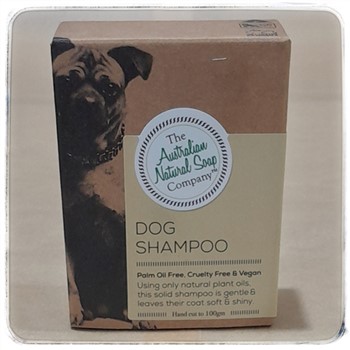 The
Australian
Natural Soap
Company™
DOG
SHAMPOO
Palm Oil Free, Cruelty Free & Vegan
Using only natural plant oils,
this solid shampoo is gentle &
leaves their coat soft & shiny
Hand cut to 100gm